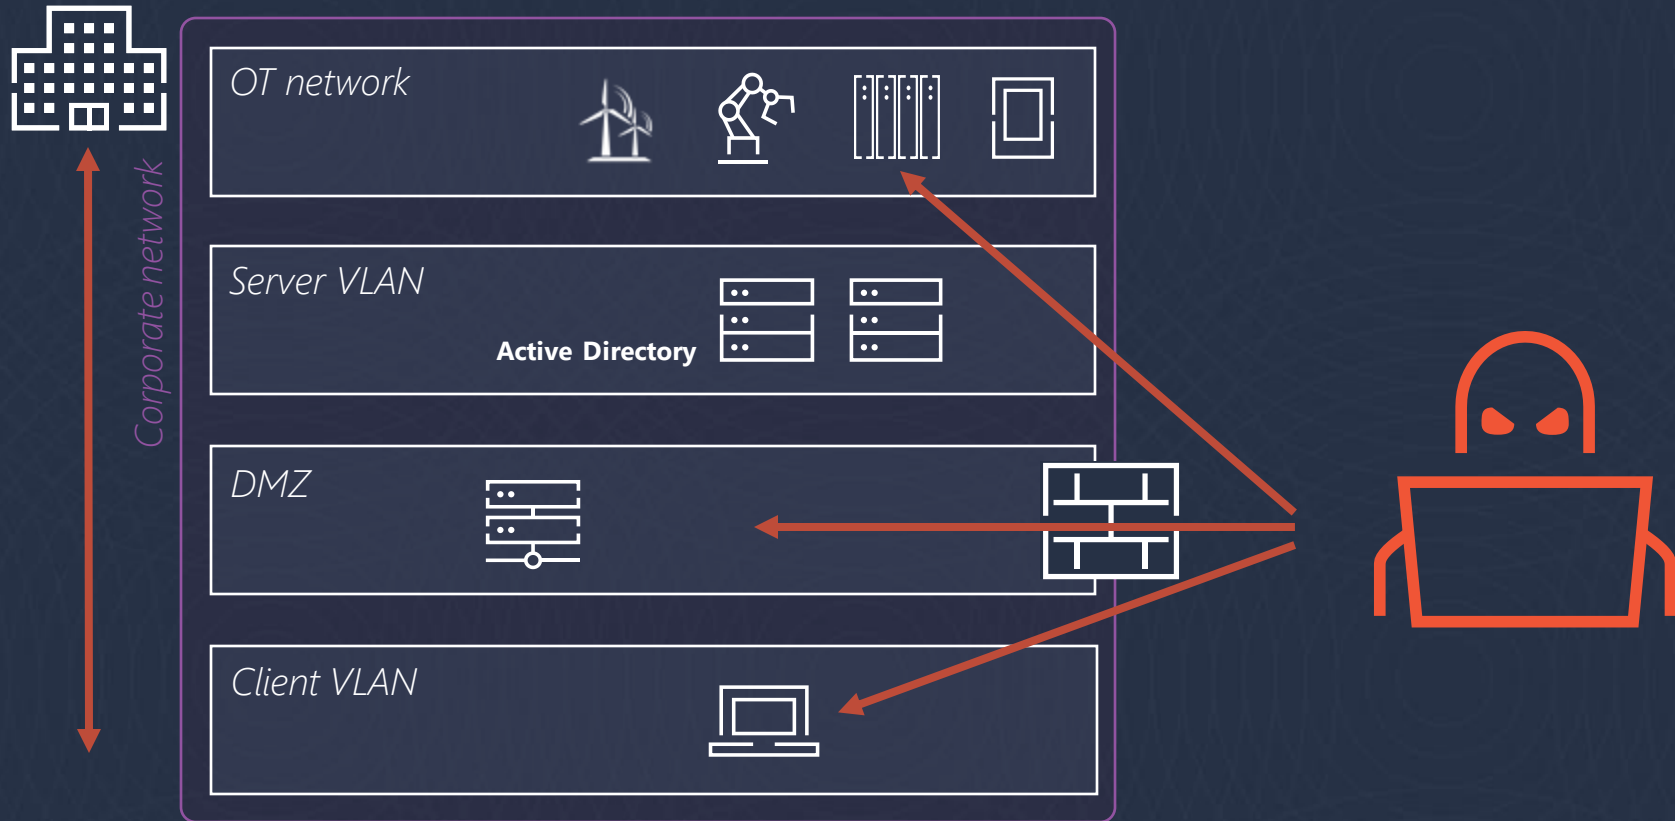 OT network
Corporate network
Server VLAN
Active Directory
DMZ
Client VLAN